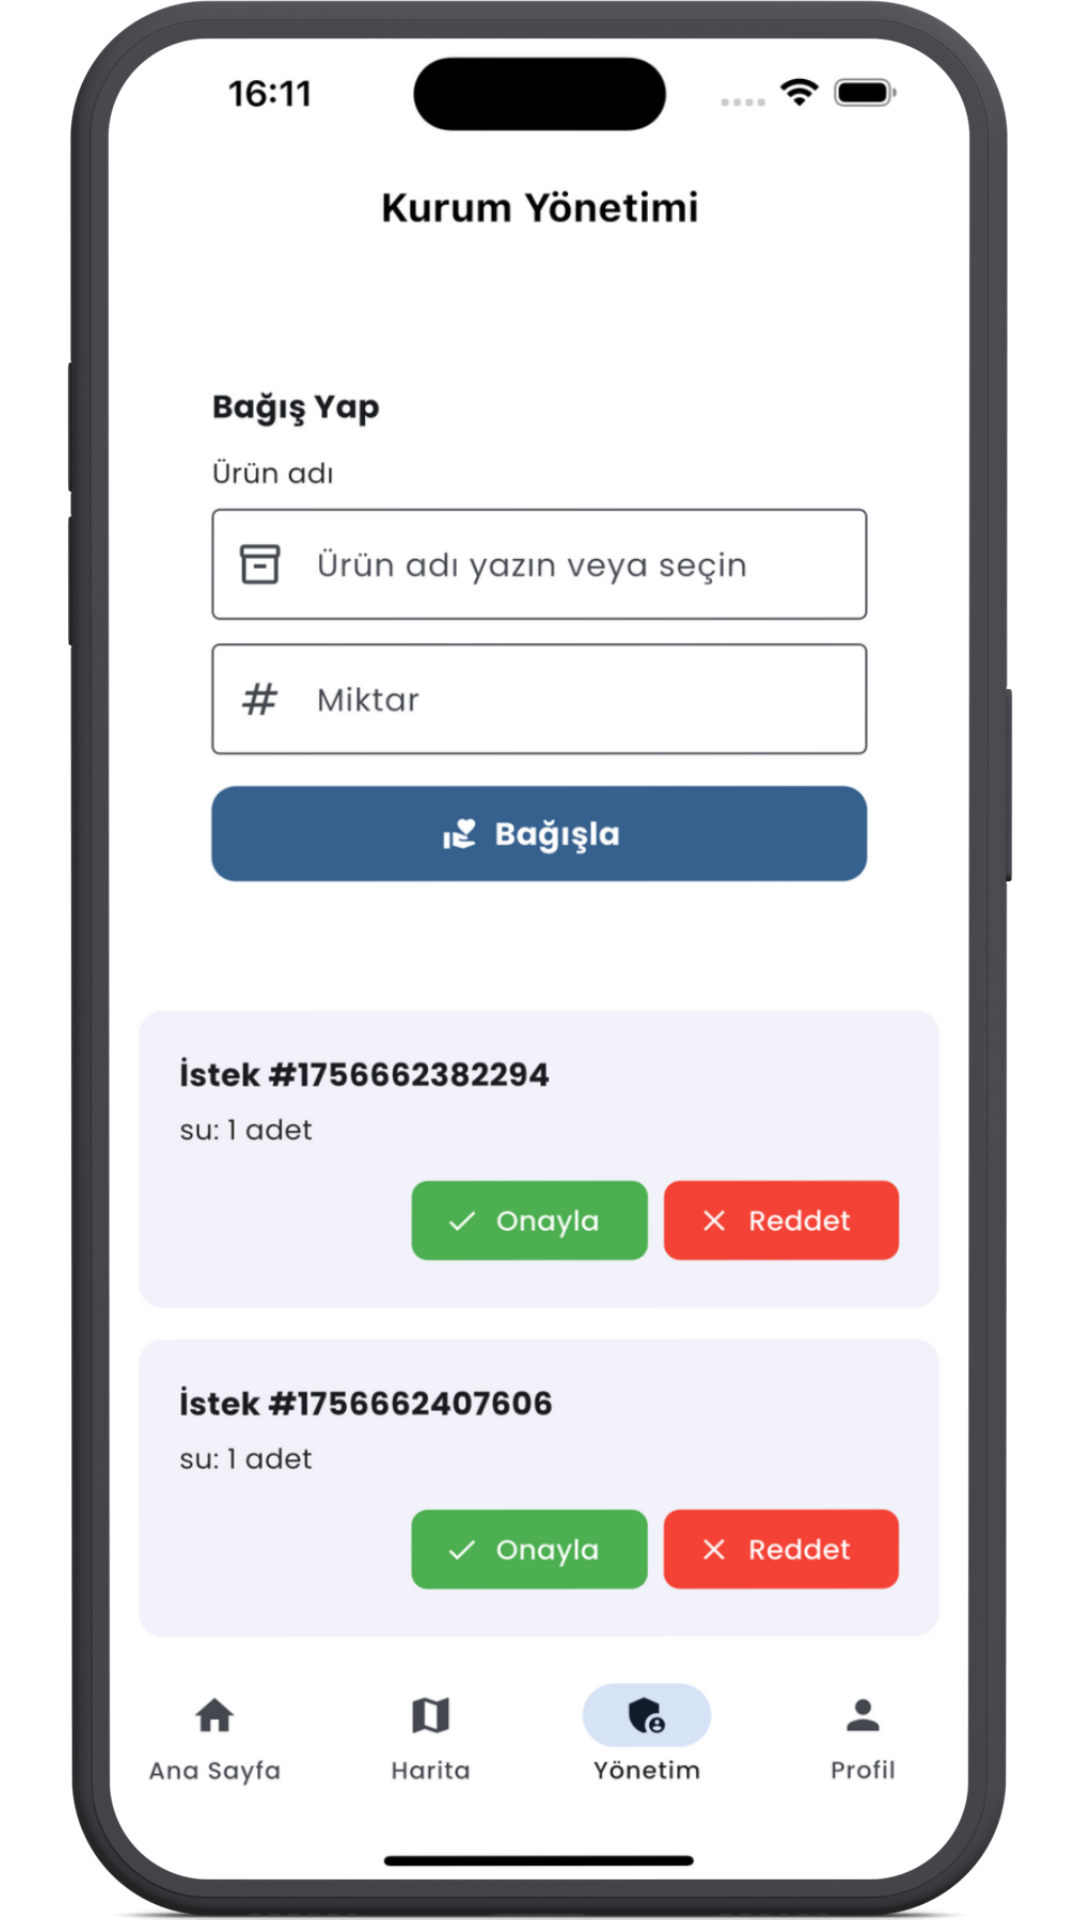 16:11
Kurum Yönetimi
Bağış Yap
Ürün adı
Ürün adı yazın veya seçin
# Miktar
Bağışla
İstek #1756662382294
su: 1 adet
Onayla Reddet
İstek #1756662407606
su: 1 adet
Onayla Reddet
Ana Sayfa Harita Yönetim Profil